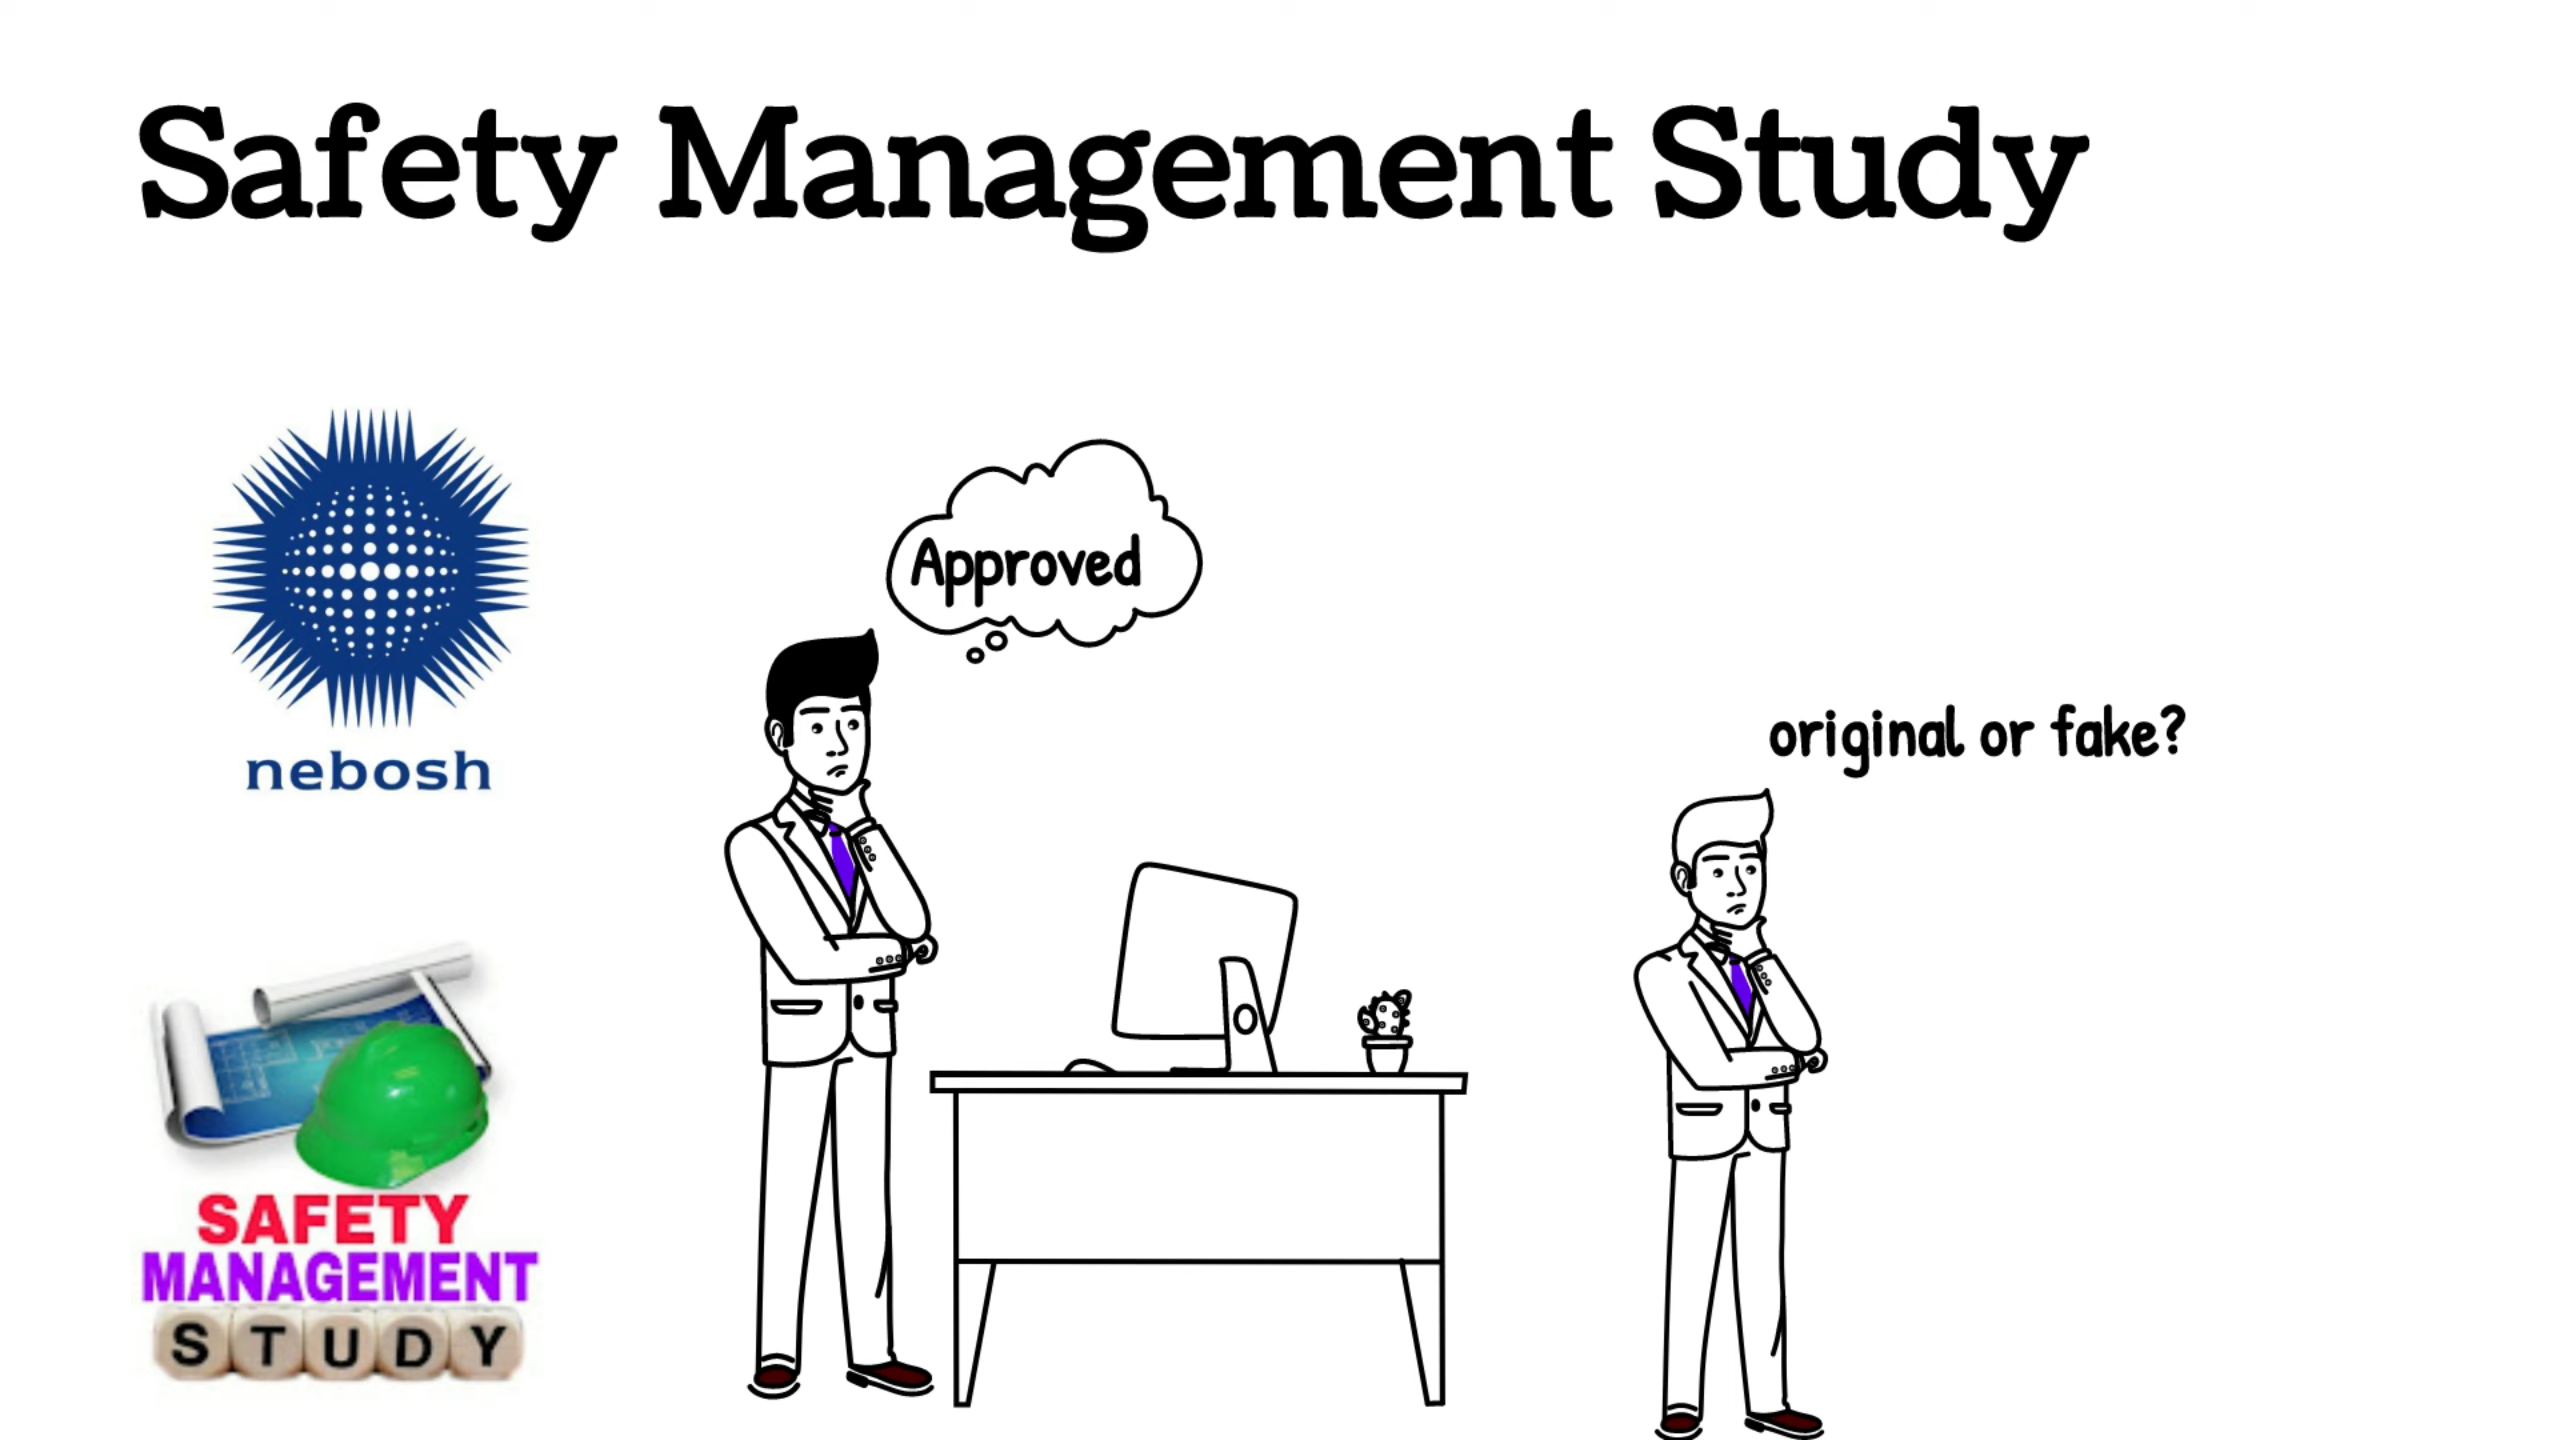 Safety Management Study
nebosh
Approved
original or fake?
SAFETY
MANAGEMENT
STUDY